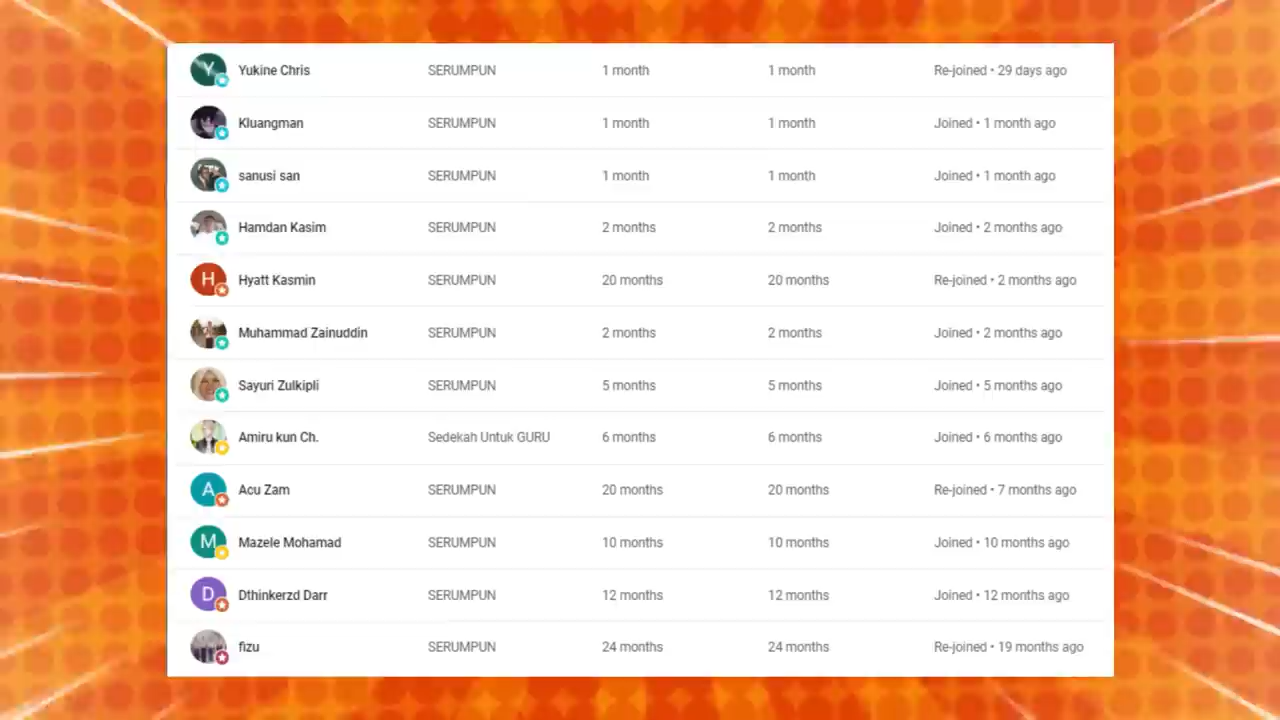 Y Yukine Chris SERUMPUN 1 month 1 month Re-joined • 29 days ago
Kluangman SERUMPUN 1 month 1 month Joined • 1 month ago
sanusi san SERUMPUN 1 month 1 month Joined • 1 month ago
Hamdan Kasim SERUMPUN 2 months 2 months Joined • 2 months ago
H Hyatt Kasmin SERUMPUN 20 months 20 months Re-joined • 2 months ago
Muhammad Zainuddin SERUMPUN 2 months 2 months Joined • 2 months ago
Sayuri Zulkipli SERUMPUN 5 months 5 months Joined • 5 months ago
Amiru kun Ch. Sedekah Untuk GURU 6 months 6 months Joined • 6 months ago
A Acu Zam SERUMPUN 20 months 20 months Re-joined • 7 months ago
M Mazele Mohamad SERUMPUN 10 months 10 months Joined • 10 months ago
D Dthinkerzd Darr SERUMPUN 12 months 12 months Joined • 12 months ago
fizu SERUMPUN 24 months 24 months Re-joined • 19 months ago